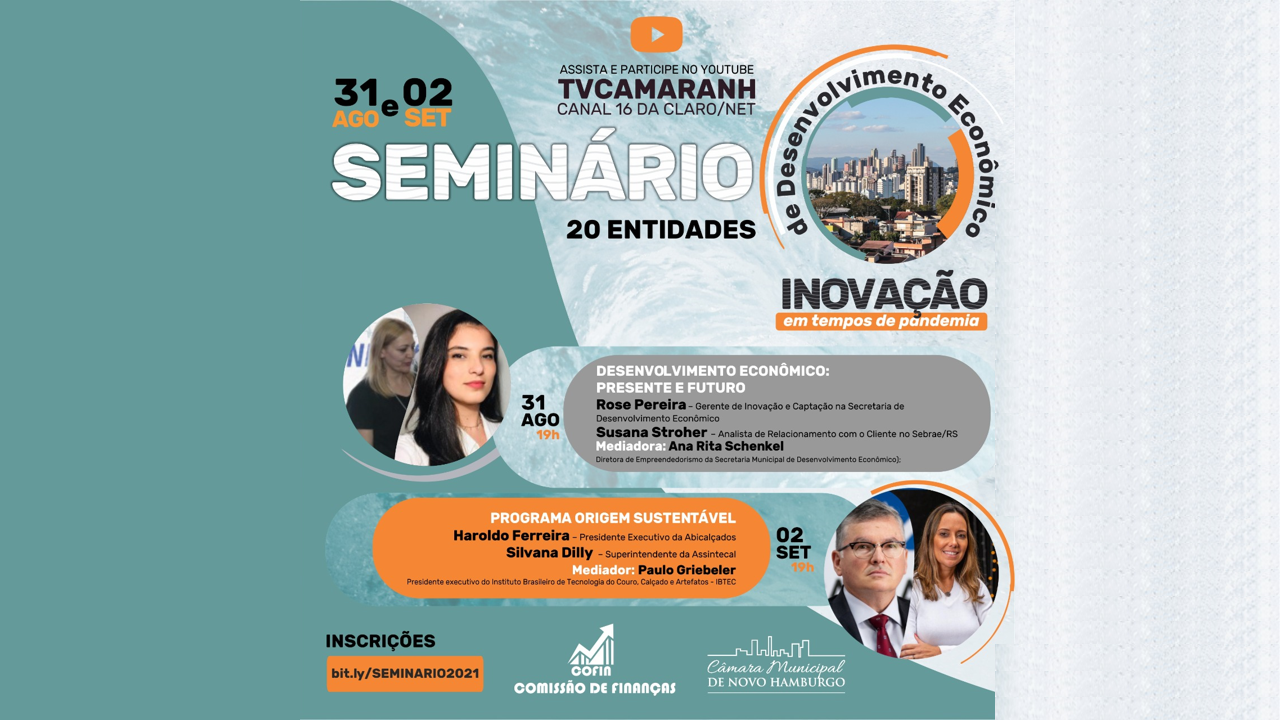 31 e 02
AGO SET
ASSISTA E PARTICIPE NO YOUTUBE
TVCAMARANH
CANAL 16 DA CLARO/NET
SEMINÁRIO
de Desenvolvimento Econômico
20 ENTIDADES
INOVAÇÃO
em tempos de pandemia
31
AGO
19h
DESENVOLVIMENTO ECONÔMICO:
PRESENTE E FUTURO
Rose Pereira – Gerente de Inovação e Captação na Secretaria de
Desenvolvimento Econômico
Susana Stroher – Analista de Relacionamento com o Cliente no Sebrae/RS
Mediadora: Ana Rita Schenkel
Diretora de Empreendedorismo da Secretaria Municipal de Desenvolvimento Econômico);
PROGRAMA ORIGEM SUSTENTÁVEL
Haroldo Ferreira – Presidente Executivo da Abicalçados
Silvana Dilly – Superintendente da Assintecal
Mediador: Paulo Griebeler
Presidente executivo do Instituto Brasileiro de Tecnologia do Couro, Calçado e Artefatos - IBTEC
02
SET
19h
INSCRIÇÕES
bit.ly/SEMINARIO2021
COFIN
COMISSÃO DE FINANÇAS
Câmara Municipal
DE NOVO HAMBURGO